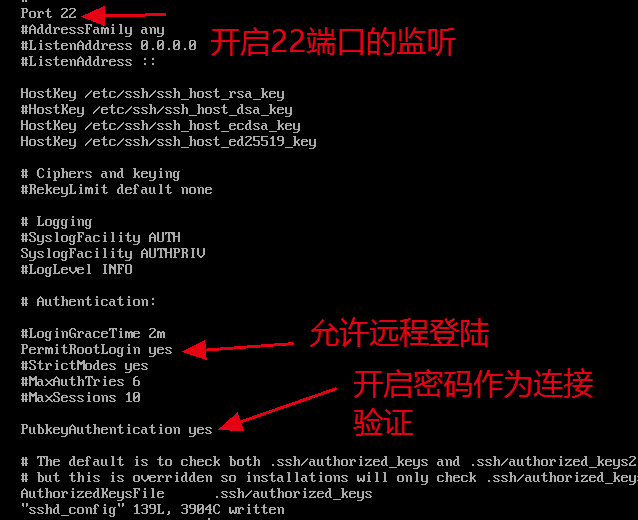 Port 22
#AddressFamily any
#ListenAddress 0.0.0.0
#ListenAddress ::
开启22端口的监听
HostKey /etc/ssh/ssh_host_rsa_key
#HostKey /etc/ssh/ssh_host_dsa_key
HostKey /etc/ssh/ssh_host_ecdsa_key
HostKey /etc/ssh/ssh_host_ed25519_key
# Ciphers and keying
#RekeyLimit default none
# Logging
#SyslogFacility AUTH
SyslogFacility AUTHPRIV
#LogLevel INFO
# Authentication:
#LoginGraceTime 2m
PermitRootLogin yes
允许远程登陆
#StrictModes yes
#MaxAuthTries 6
#MaxSessions 10
开启密码作为连接
验证
PubkeyAuthentication yes
# The default is to check both .ssh/authorized_keys and .ssh/authorized_keys2
# but this is overridden so installations will only check .ssh/authorized_keys
AuthorizedKeysFile .ssh/authorized_keys
"sshd_config" 139L, 3904C written